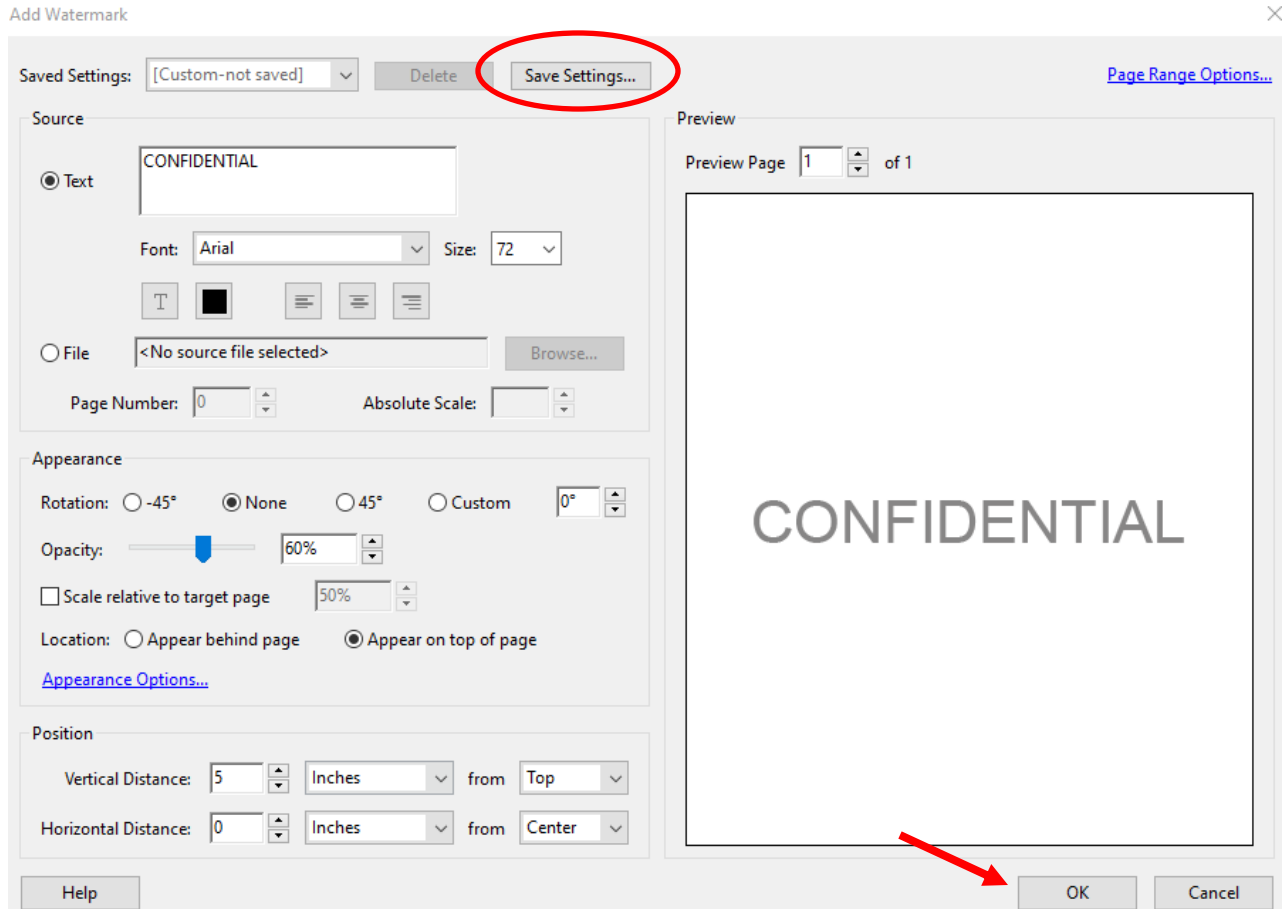 Add Watermark
Saved Settings: [Custom-not saved] Delete Save Settings... Page Range Options...
Source
Text CONFIDENTIAL
Font: Arial Size: 72
T
File <No source file selected> Browse...
Page Number: 0 Absolute Scale:
Appearance
Rotation: -45° None 45° Custom 0°
Opacity: 60%
Scale relative to target page 50%
Location: Appear behind page Appear on top of page
Appearance Options...
Position
Vertical Distance: 5 Inches from Top
Horizontal Distance: 0 Inches from Center
Preview
Preview Page 1 of 1
CONFIDENTIAL
Help OK Cancel